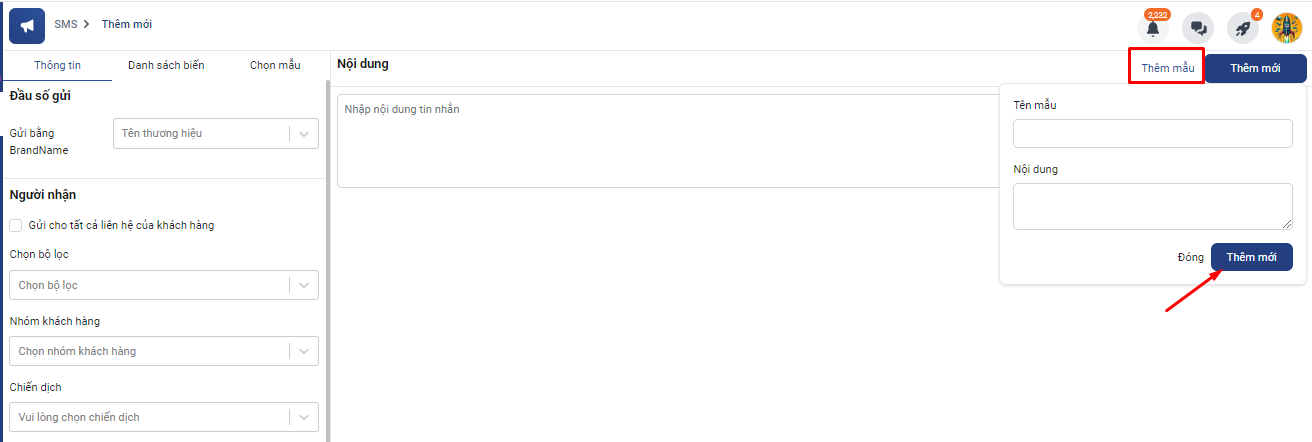 SMS Thêm mới
2,232
4
Thông tin
Danh sách biến
Chọn mẫu
Đầu số gửi
Gửi bằng
BrandName
Tên thương hiệu
Người nhận
Gửi cho tất cả liên hệ của khách hàng
Chọn bộ lọc
Chọn bộ lọc
Nhóm khách hàng
Chọn nhóm khách hàng
Chiến dịch
Vui lòng chọn chiến dịch
Nội dung
Thêm mẫu
Thêm mới
Nhập nội dung tin nhắn
Tên mẫu
Nội dung
Đóng
Thêm mới